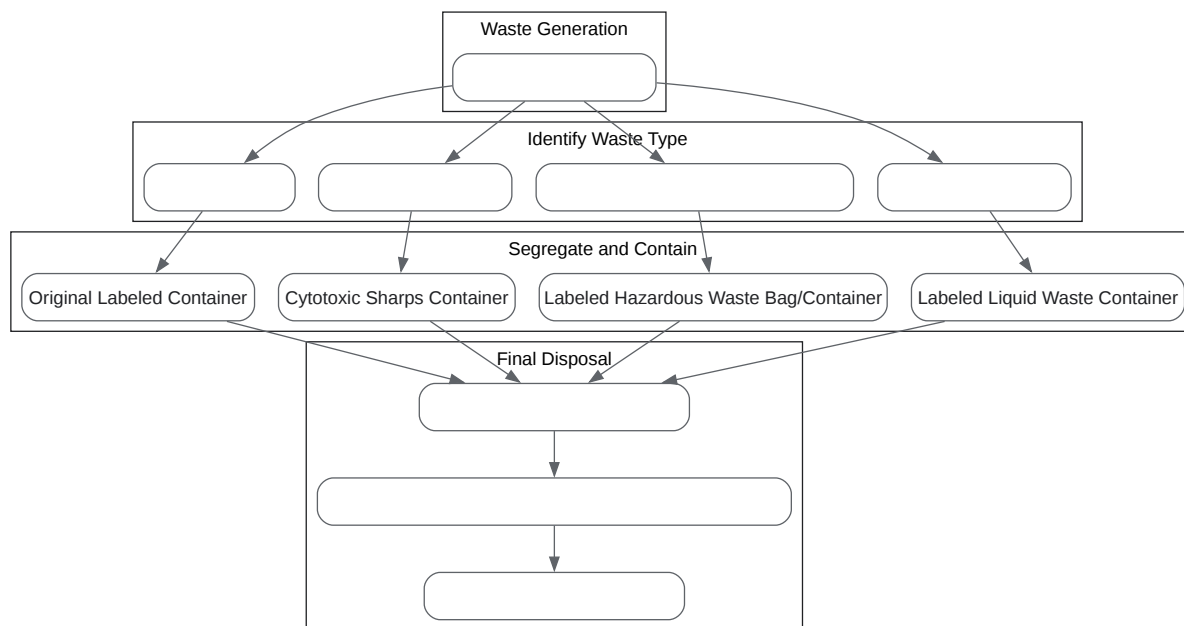 Waste Generation
Identify Waste Type
Segregate and Contain
Original Labeled Container
Cytotoxic Sharps Container
Labeled Hazardous Waste Bag/Container
Labeled Liquid Waste Container
Final Disposal